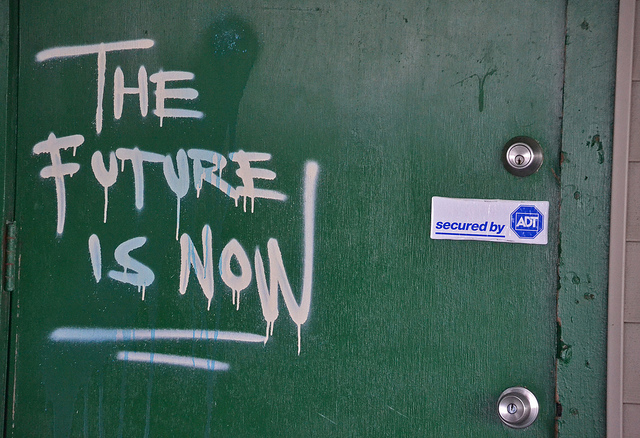 THE
FUTURE
IS NOW
secured by ADT